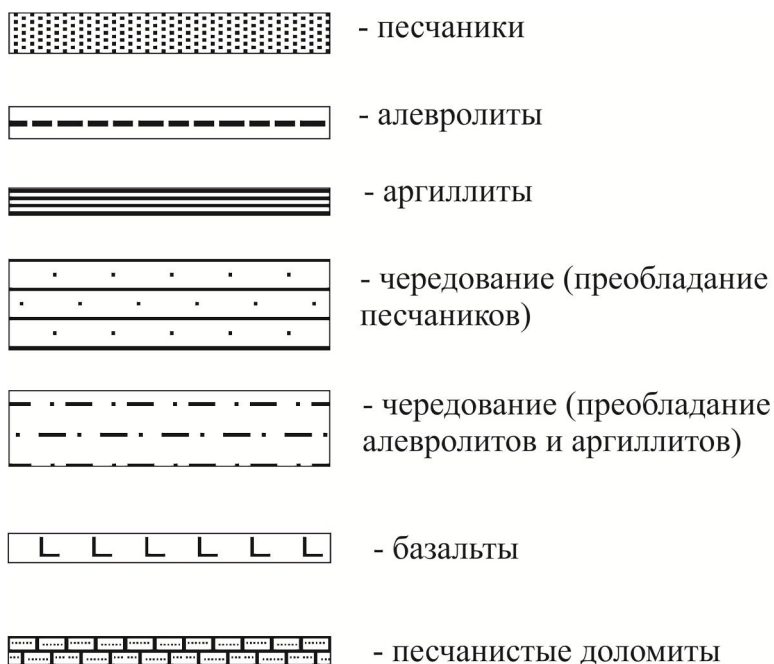 - песчаники
- алевролиты
- аргиллиты
- чередование (преобладание
песчаников)
- чередование (преобладание
алевролитов и аргиллитов)
- базальты
- песчанистые доломиты